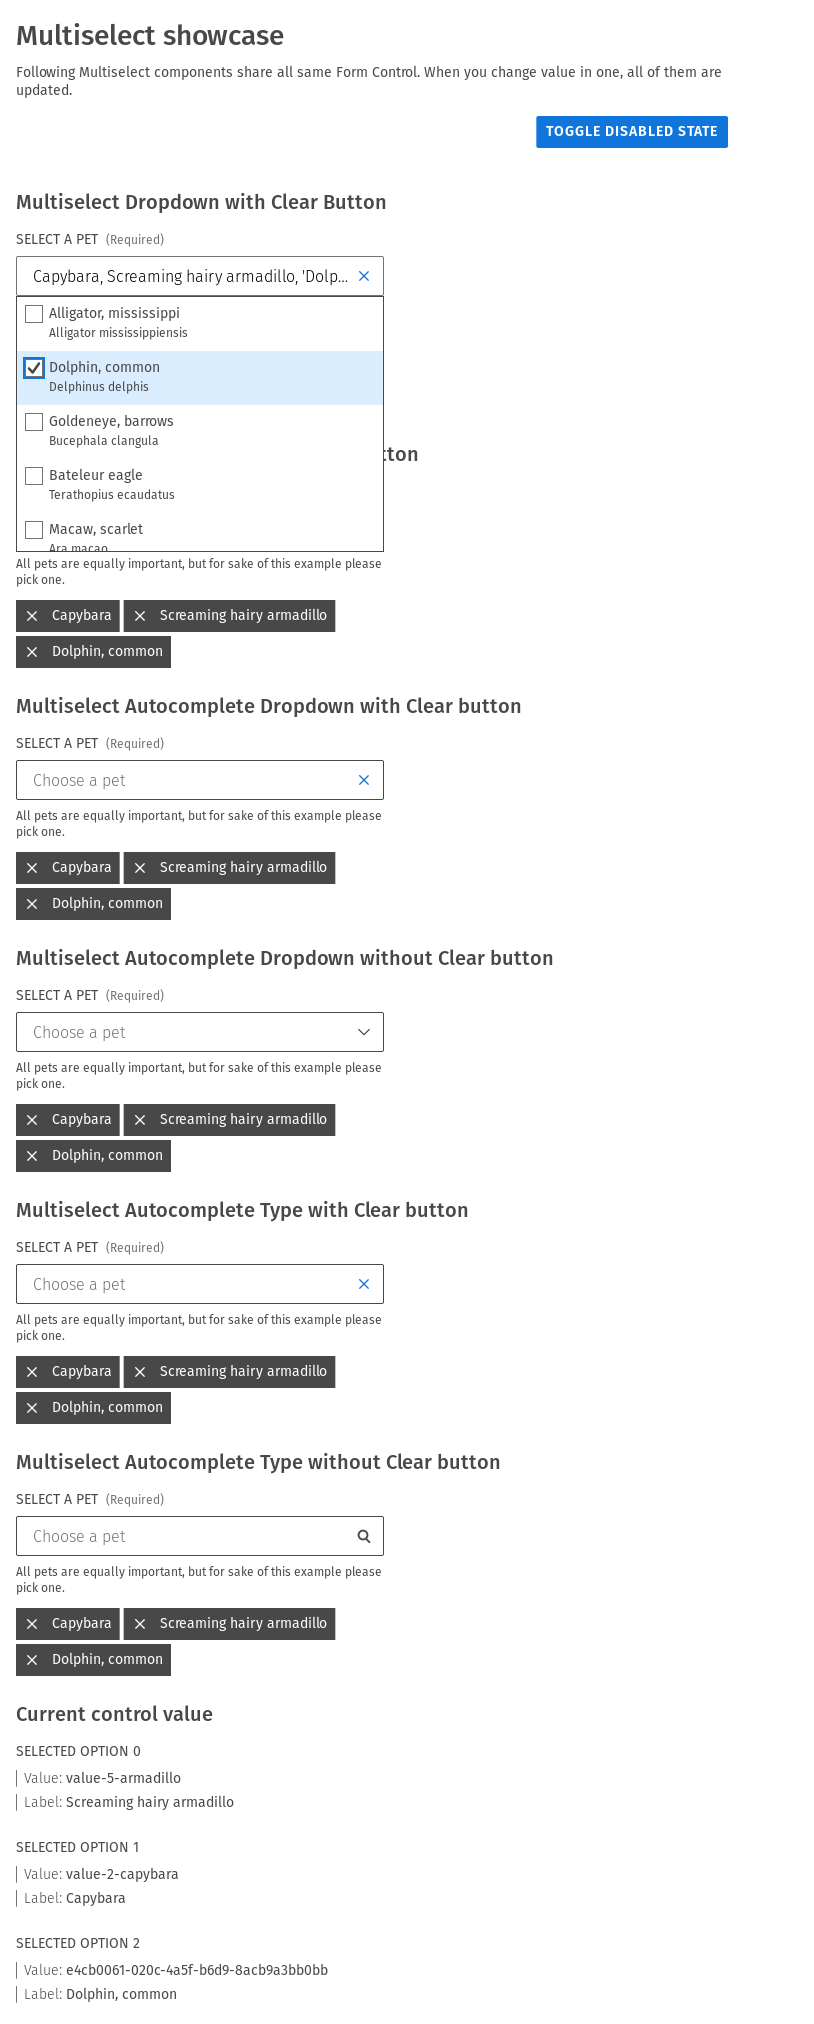 Multiselect showcase
Following Multiselect components share all same Form Control. When you change value in one, all of them are
updated.
TOGGLE DISABLED STATE
Multiselect Dropdown with Clear Button
SELECT A PET (Required)
Capybara, Screaming hairy armadillo, 'Dolp...
Alligator, mississippi
Alligator mississippiensis
Dolphin, common
Delphinus delphis
Goldeneye, barrows
Bucephala clangula
tton
Bateleur eagle
Terathopius ecaudatus
Macaw, scarlet
Ara macao
All pets are equally important, but for sake of this example please
pick one.
Capybara Screaming hairy armadillo
Dolphin, common
Multiselect Autocomplete Dropdown with Clear button
SELECT A PET (Required)
Choose a pet
All pets are equally important, but for sake of this example please
pick one.
Capybara Screaming hairy armadillo
Dolphin, common
Multiselect Autocomplete Dropdown without Clear button
SELECT A PET (Required)
Choose a pet
All pets are equally important, but for sake of this example please
pick one.
Capybara Screaming hairy armadillo
Dolphin, common
Multiselect Autocomplete Type with Clear button
SELECT A PET (Required)
Choose a pet
All pets are equally important, but for sake of this example please
pick one.
Capybara Screaming hairy armadillo
Dolphin, common
Multiselect Autocomplete Type without Clear button
SELECT A PET (Required)
Choose a pet
All pets are equally important, but for sake of this example please
pick one.
Capybara Screaming hairy armadillo
Dolphin, common
Current control value
SELECTED OPTION 0
Value: value-5-armadillo
Label: Screaming hairy armadillo
SELECTED OPTION 1
Value: value-2-capybara
Label: Capybara
SELECTED OPTION 2
Value: e4cb0061-020c-4a5f-b6d9-8acb9a3bb0bb
Label: Dolphin, common